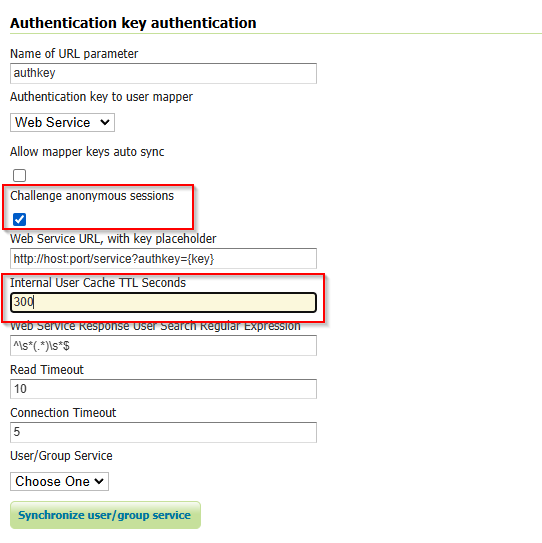 Authentication key authentication
Name of URL parameter
authkey
Authentication key to user mapper
Web Service
Allow mapper keys auto sync
Challenge anonymous sessions
Web Service URL, with key placeholder
http://host:port/service?authkey={key}
Internal User Cache TTL Seconds
300
Web Service Response User Search Regular Expression
^\s*(.*)\s*$
Read Timeout
10
Connection Timeout
5
User/Group Service
Choose One
Synchronize user/group service